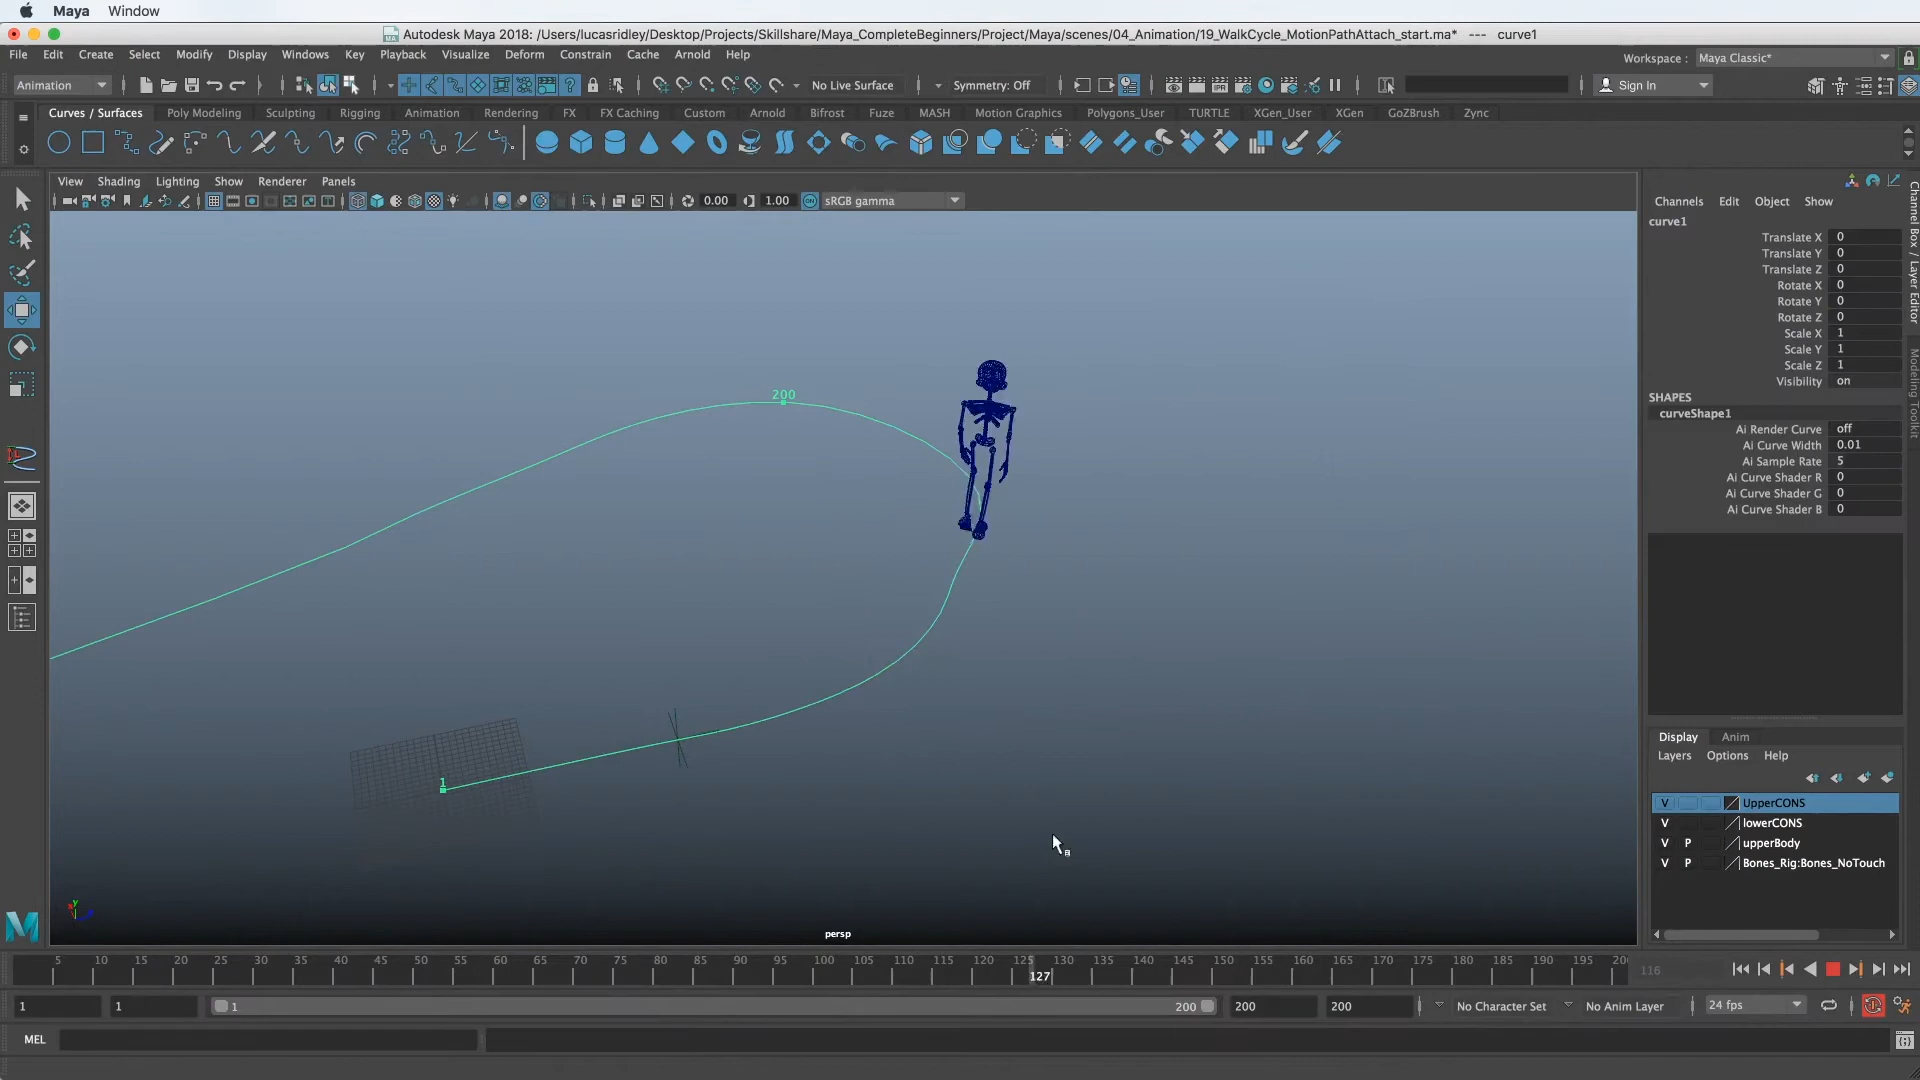 Maya Window
Autodesk Maya 2018: /Users/lucasridley/Desktop/Projects/Skillshare/Maya_CompleteBeginners/Project/Maya/scenes/04_Animation/19_WalkCycle_MotionPathAttach_start.ma* --- curve1
File Edit Create Select Modify Display Windows Key Playback Visualize Deform Constrain Cache Arnold Help
Workspace : Maya Classic*
Animation No Live Surface Symmetry: Off Sign In
Curves / Surfaces Poly Modeling Sculpting Rigging Animation Rendering FX FX Caching Custom Arnold Bifrost Fuze MASH Motion Graphics Polygons_User TURTLE XGen_User XGen GoZBrush Zync
View Shading Lighting Show Renderer Panels
0.00 1.00 sRGB gamma
200
1
persp
Channels Edit Object Show
curve1
Translate X 0
Translate Y 0
Translate Z 0
Rotate X 0
Rotate Y 0
Rotate Z 0
Scale X 1
Scale Y 1
Scale Z 1
Visibility on
SHAPES
curveShape1
Ai Render Curve off
Ai Curve Width 0.01
Ai Sample Rate 5
Ai Curve Shader R 0
Ai Curve Shader G 0
Ai Curve Shader B 0
Channel Box / Layer Editor
Modeling Toolkit
Display Anim
Layers Options Help
V UpperCONS
V lowerCONS
V P upperBody
V P Bones_Rig:Bones_NoTouch
5 10 15 20 25 30 35 40 45 50 55 60 65 70 75 80 85 90 95 100 105 110 115 120 125 130 135 140 145 150 155 160 165 170 175 180 185 190 195 20
127
116
1 1 1 200 200 200 No Character Set No Anim Layer 24 fps
MEL